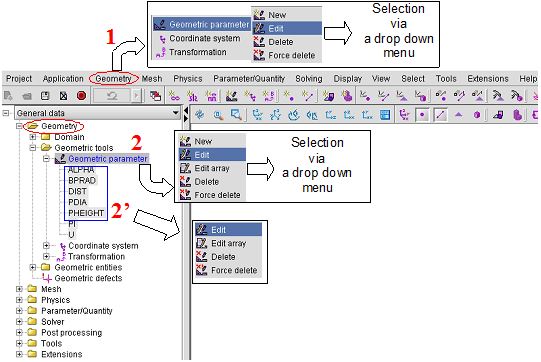 1
Geometric parameter
Coordinate system
Transformation
New
Edit
Delete
Force delete
Selection
via
a drop down
menu
Project Application Geometry Mesh Physics Parameter/Quantity Solving Display View Select Tools Extensions Help
General data
Geometry
Domain
Geometric tools
Geometric parameter
ALPHA
BPRAD
DIST
PDIA
PHEIGHT
PI
U
Coordinate system
Transformation
Geometric entities
Geometric defects
Mesh
Physics
Parameter/Quantity
Solver
Post processing
Tools
Extensions
2
New
Edit
Edit array
Delete
Force delete
Selection
via
a drop down
menu
2'
Edit
Edit array
Delete
Force delete